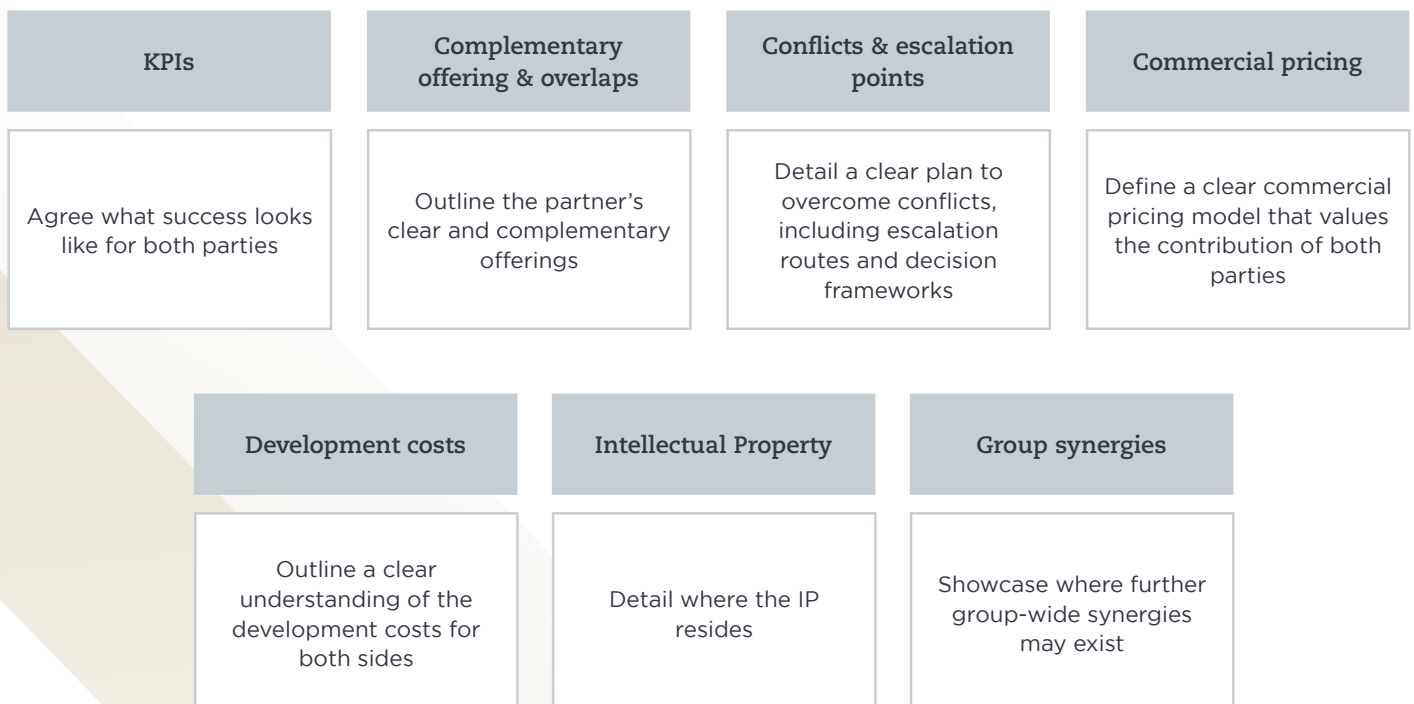 KPIs
Complementary
offering & overlaps
Conflicts & escalation
points
Commercial pricing
Agree what success looks
like for both parties
Outline the partner’s
clear and complementary
offerings
Detail a clear plan to
overcome conflicts,
including escalation
routes and decision
frameworks
Define a clear commercial
pricing model that values
the contribution of both
parties
Development costs
Intellectual Property
Group synergies
Outline a clear
understanding of the
development costs for
both sides
Detail where the IP
resides
Showcase where further
group-wide synergies
may exist